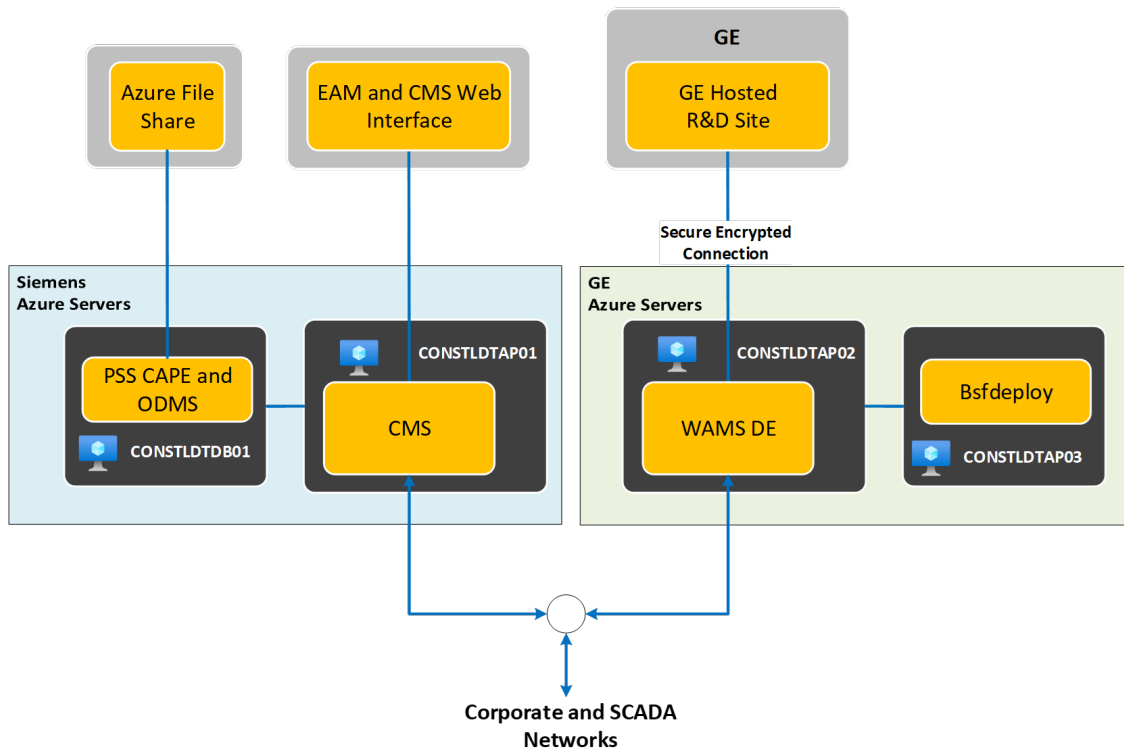 Azure File
Share
EAM and CMS Web
Interface
GE
GE Hosted
R&D Site
Secure Encrypted
Connection
Siemens
Azure Servers
PSS CAPE and
ODMS
CONSTLDTDB01
CONSTLDTAP01
CMS
GE
Azure Servers
CONSTLDTAP02
WAMS DE
Bsfdeploy
CONSTLDTAP03
Corporate and SCADA
Networks